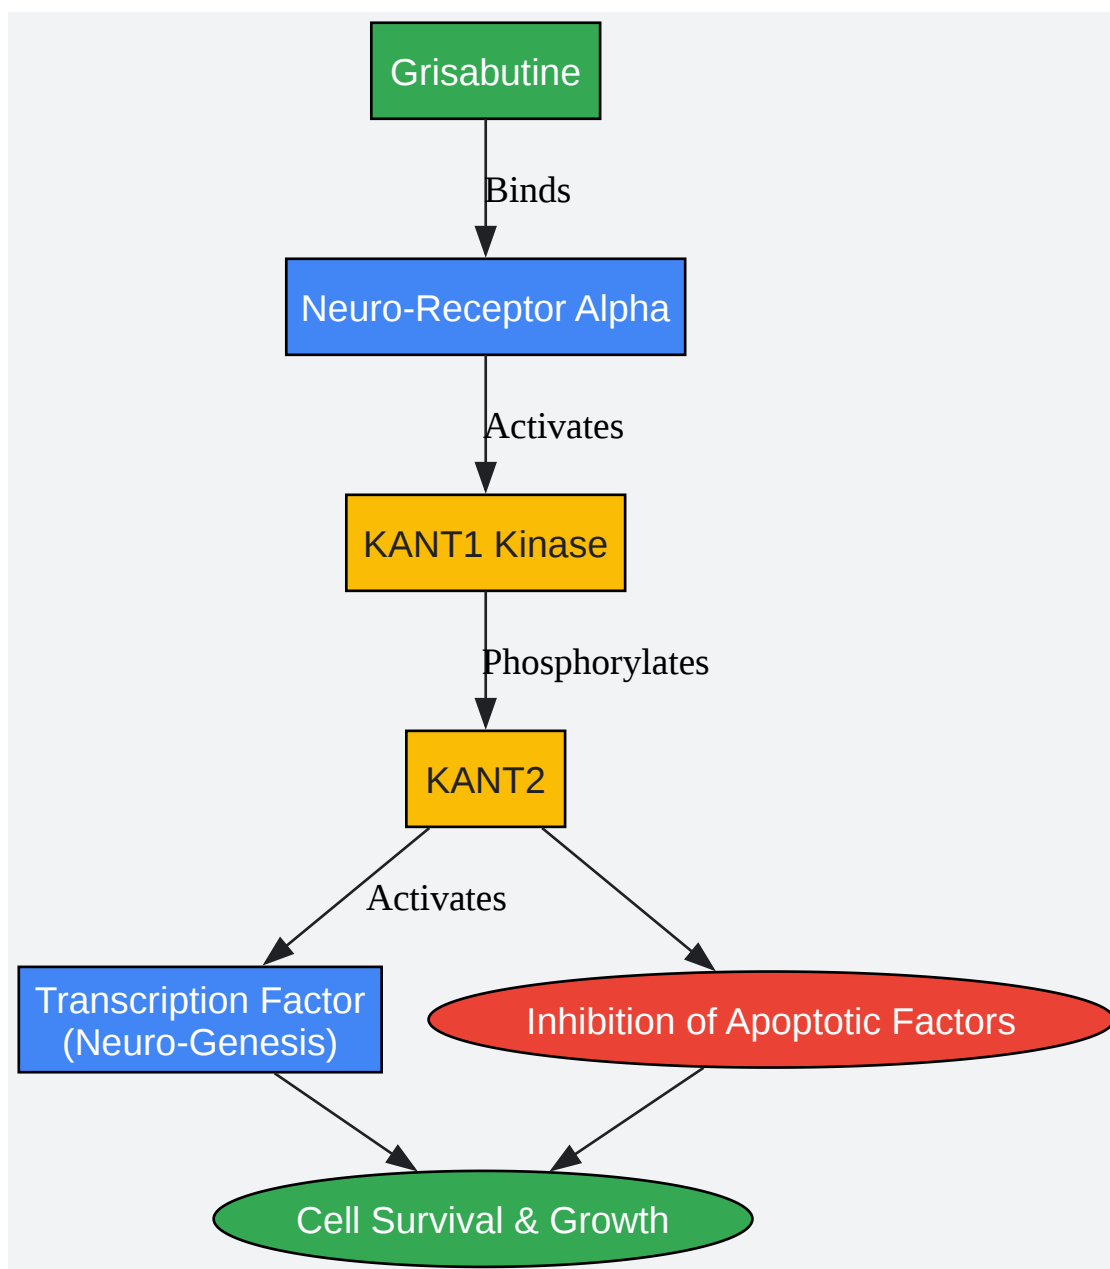 Grisabutine
Binds
Neuro-Receptor Alpha
Activates
KANT1 Kinase
Phosphorylates
KANT2
Activates
Transcription Factor
(Neuro-Genesis)
Inhibition of Apoptotic Factors
Cell Survival & Growth